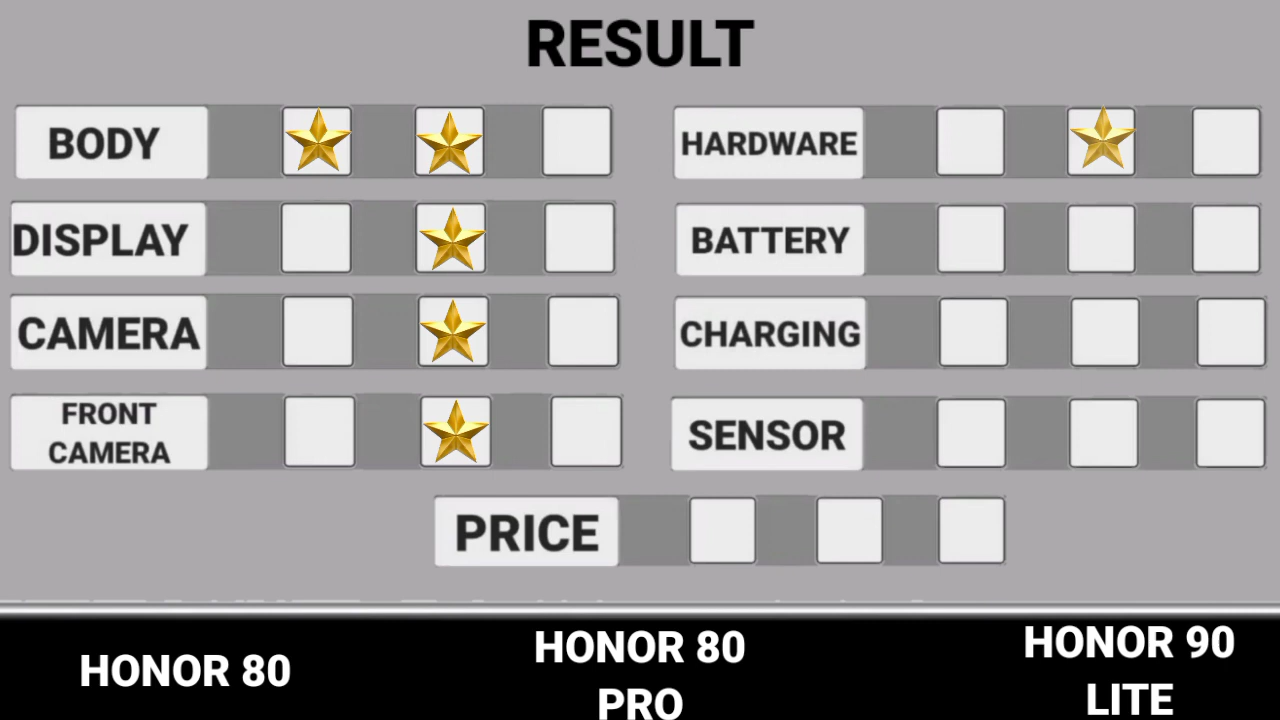 RESULT
BODY
HARDWARE
DISPLAY
BATTERY
CAMERA
CHARGING
FRONT
CAMERA
SENSOR
PRICE
HONOR 80
HONOR 80
PRO
HONOR 90
LITE